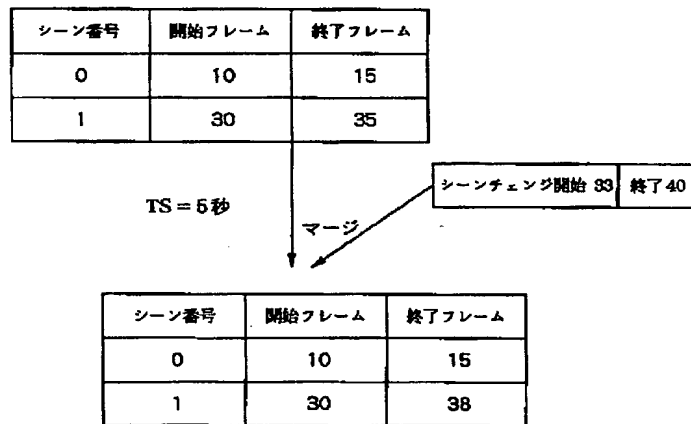 シーン番号 開始フレーム 終了フレーム
0 10 15
1 30 35
シーンチェンジ開始 33 終了40
TS=5秒
マージ
シーン番号 開始フレーム 終了フレーム
0 10 15
1 30 38